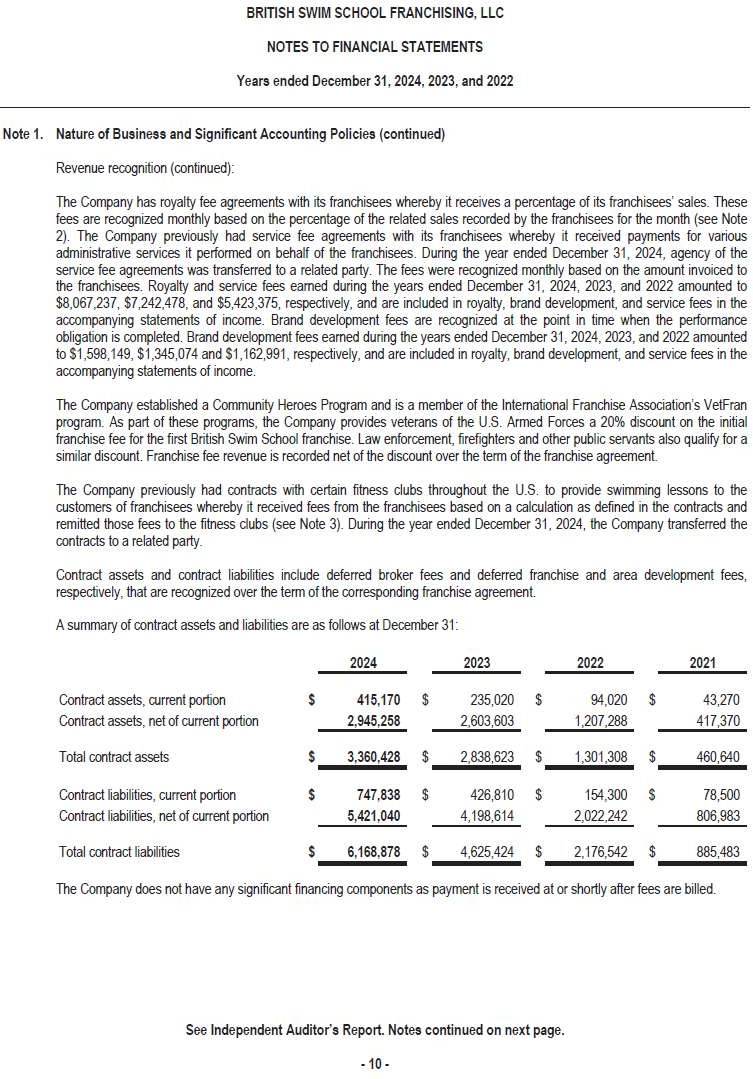 BRITISH SWIM SCHOOL FRANCHISING, LLC
NOTES TO FINANCIAL STATEMENTS
Years ended December 31, 2024, 2023, and 2022
Note 1. Nature of Business and Significant Accounting Policies (continued)
Revenue recognition (continued):
The Company has royalty fee agreements with its franchisees whereby it receives a percentage of its franchisees' sales. These
fees are recognized monthly based on the percentage of the related sales recorded by the franchisees for the month (see Note
2). The Company previously had service fee agreements with its franchisees whereby it received payments for various
administrative services it performed on behalf of the franchisees. During the year ended December 31, 2024, agency of the
service fee agreements was transferred to a related party. The fees were recognized monthly based on the amount invoiced to
the franchisees. Royalty and service fees earned during the years ended December 31, 2024, 2023, and 2022 amounted to
$8,067,237, $7,242,478, and $5,423,375, respectively, and are included in royalty, brand development, and service fees in the
accompanying statements of income. Brand development fees are recognized at the point in time when the performance
obligation is completed. Brand development fees earned during the years ended December 31, 2024, 2023, and 2022 amounted
to $1,598,149, $1,345,074 and $1,162,991, respectively, and are included in royalty, brand development, and service fees in the
accompanying statements of income.
The Company established a Community Heroes Program and is a member of the International Franchise Association's VetFran
program. As part of these programs, the Company provides veterans of the U.S. Armed Forces a 20% discount on the initial
franchise fee for the first British Swim School franchise. Law enforcement, firefighters and other public servants also qualify for a
similar discount. Franchise fee revenue is recorded net of the discount over the term of the franchise agreement.
The Company previously had contracts with certain fitness clubs throughout the U.S. to provide swimming lessons to the
customers of franchisees whereby it received fees from the franchisees based on a calculation as defined in the contracts and
remitted those fees to the fitness clubs (see Note 3). During the year ended December 31, 2024, the Company transferred the
contracts to a related party.
Contract assets and contract liabilities include deferred broker fees and deferred franchise and area development fees,
respectively, that are recognized over the term of the corresponding franchise agreement.
A summary of contract assets and liabilities are as follows at December 31:
2024 2023 2022 2021
Contract assets, current portion $ 415,170 $ 235,020 $ 94,020 $ 43,270
Contract assets, net of current portion 2,945,258 2,603,603 1,207,288 417,370
Total contract assets $ 3,360,428 $ 2,838,623 $ 1,301,308 $ 460,640
Contract liabilities, current portion $ 747,838 $ 426,810 $ 154,300 $ 78,500
Contract liabilities, net of current portion 5,421,040 4,198,614 2,022,242 806,983
Total contract liabilities $ 6,168,878 $ 4,625,424 $ 2,176,542 $ 885,483
The Company does not have any significant financing components as payment is received at or shortly after fees are billed.
See Independent Auditor's Report. Notes continued on next page.
- 10 -